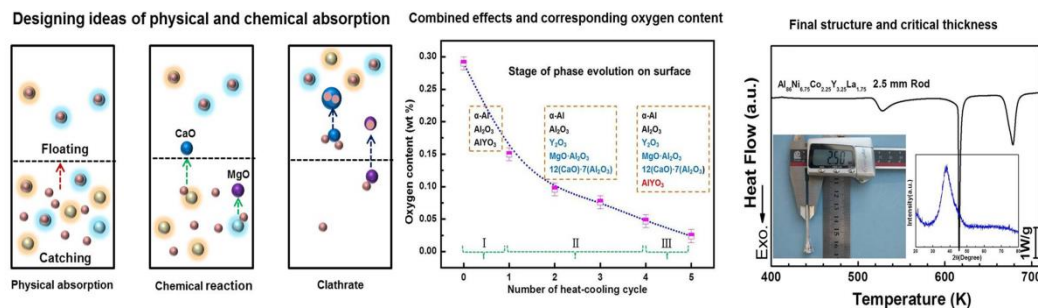 Designing ideas of physical and chemical absorption
CaO
MgO
Floating
Catching
Physical absorption
Chemical reaction
Clathrate
Combined effects and corresponding oxygen content
Oxygen content (wt %)
0.30
0.25
0.20
0.15
0.10
0.05
0.00
Stage of phase evolution on surface
α-Al
Al₂O₃
AlYO₃
α-Al
Al₂O₃
Y₂O₃
MgO·Al₂O₃
12(CaO)·7(Al₂O₃)
α-Al
Al₂O₃
Y₂O₃
MgO·Al₂O₃
12(CaO)·7(Al₂O₃)
AlYO₃
I II III
0 1 2 3 4 5
Number of heat-cooling cycle
Final structure and critical thickness
Heat Flow (a.u.)
Exo.
2.5 mm Rod
Intensity(a.u.)
2θ(Degree)
1W/g
400 500 600 700
Temperature (K)